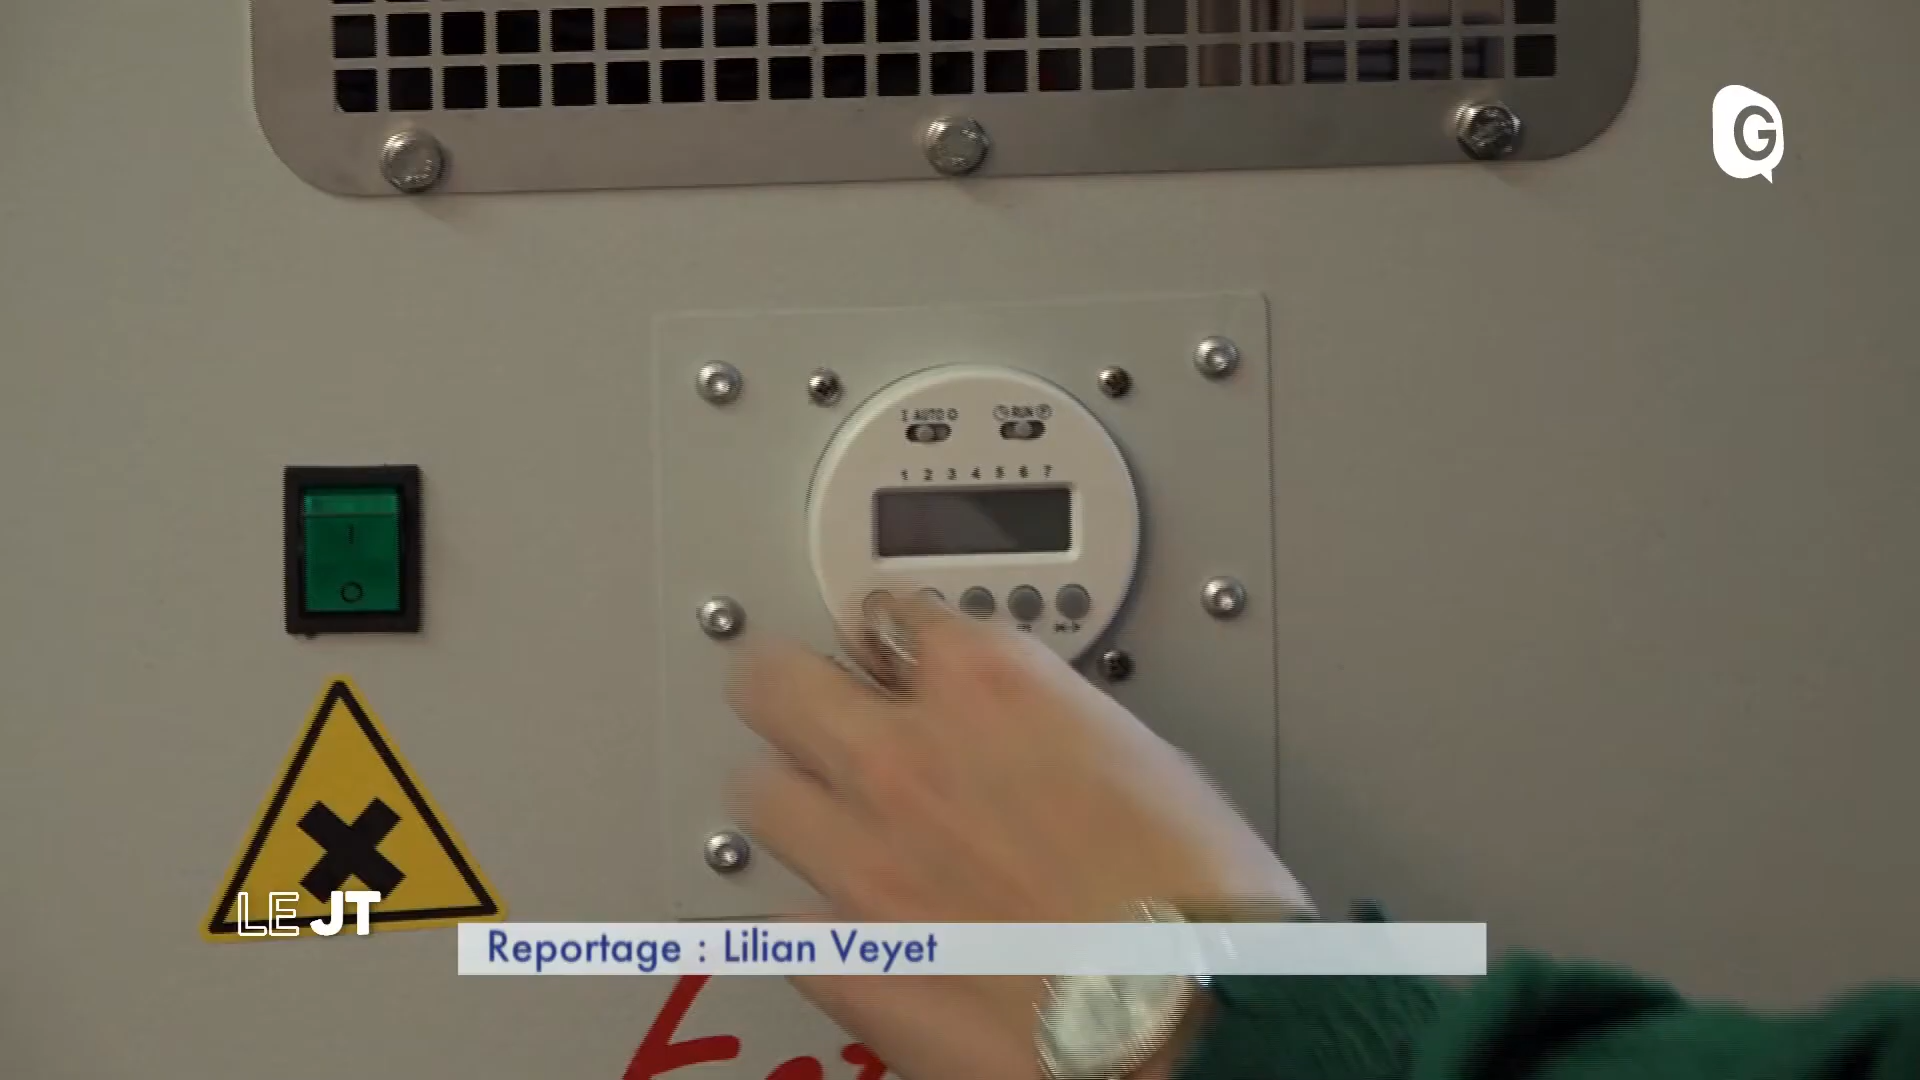 G
I AUTO O
RUN P
1 2 3 4 5 6 7
I
O
LE JT
Reportage : Lilian Veyet